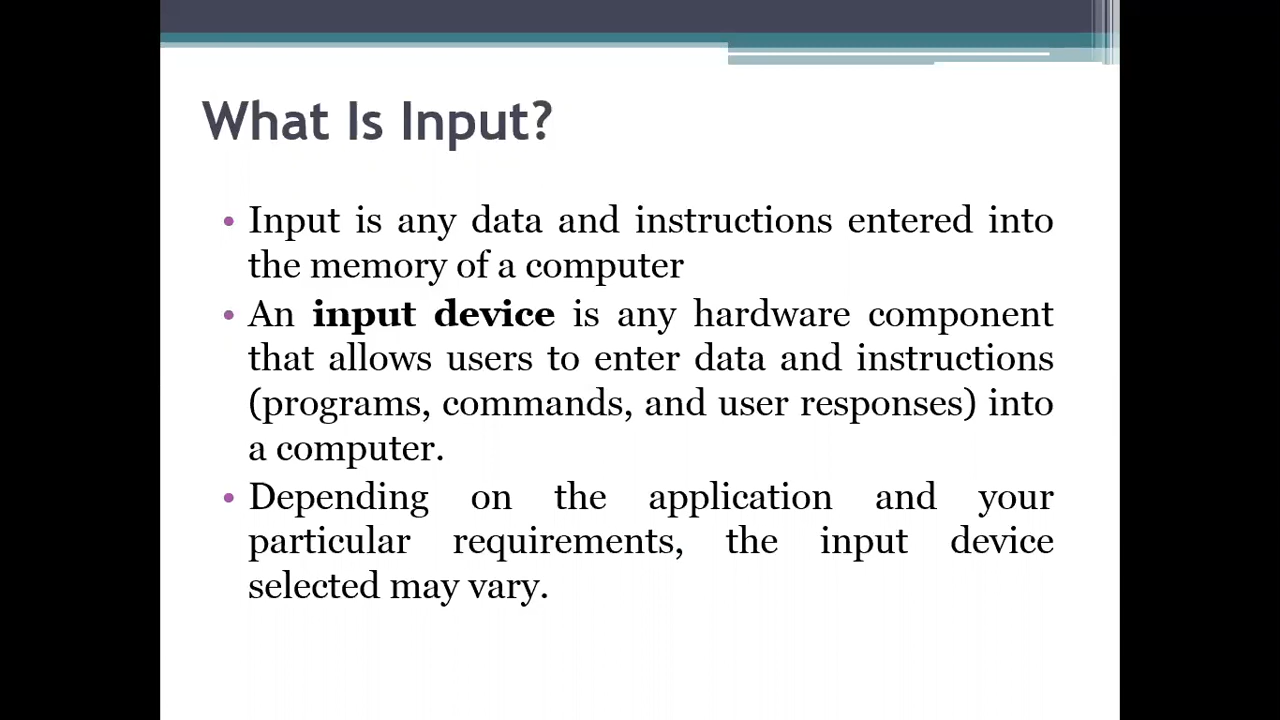 What Is Input?
• Input is any data and instructions entered into
the memory of a computer
• An input device is any hardware component
that allows users to enter data and instructions
(programs, commands, and user responses) into
a computer.
• Depending on the application and your
particular requirements, the input device
selected may vary.